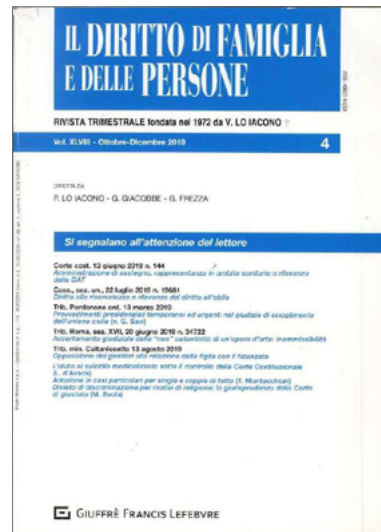 IL DIRITTO DI FAMIGLIA
E DELLE PERSONE
RIVISTA TRIMESTRALE fondata nel 1972 da V. LO IACONO †
Vol. XLVIII - Ottobre-Dicembre 2019 4
DIRETTA DA
P. LO IACONO - G. GIACOBBE - G. FREZZA
Si segnalano all'attenzione del lettore
Corte cost. 13 giugno 2019 n. 144
Amministrazione di sostegno, rappresentanza in ambito sanitario e rilevanza
delle DAT
Cass., sez. un., 22 luglio 2019 n. 19681
Diritto alla riservatezza e rilevanza del diritto all'oblio
Trib. Pordenone ord. 13 marzo 2019
Provvedimenti presidenziali temporanei ed urgenti nel giudizio di scioglimento
dell'unione civile (n. G. Savi)
Trib. Roma, sez. XVII, 20 giugno 2019 n.
Accertamento giudiziale della "non" autenticità di un'opera d'arte: inammissibilità
Trib. min. Caltanissetta 13 agosto 2019
Opposizione dei genitori alla relazione della figlia con il fidanzato
L'aiuto al suicidio medicalizzato sotto il controllo della Corte Costituzionale
(L. d'Avack)
Adozione in casi particolari per single e coppie di fatto (T. Montecchiari)
Divieto di discriminazione per motivi di religione: la giurisprudenza della Corte
di giustizia (M. Evola)
GIUFFRÈ FRANCIS LEFEBVRE